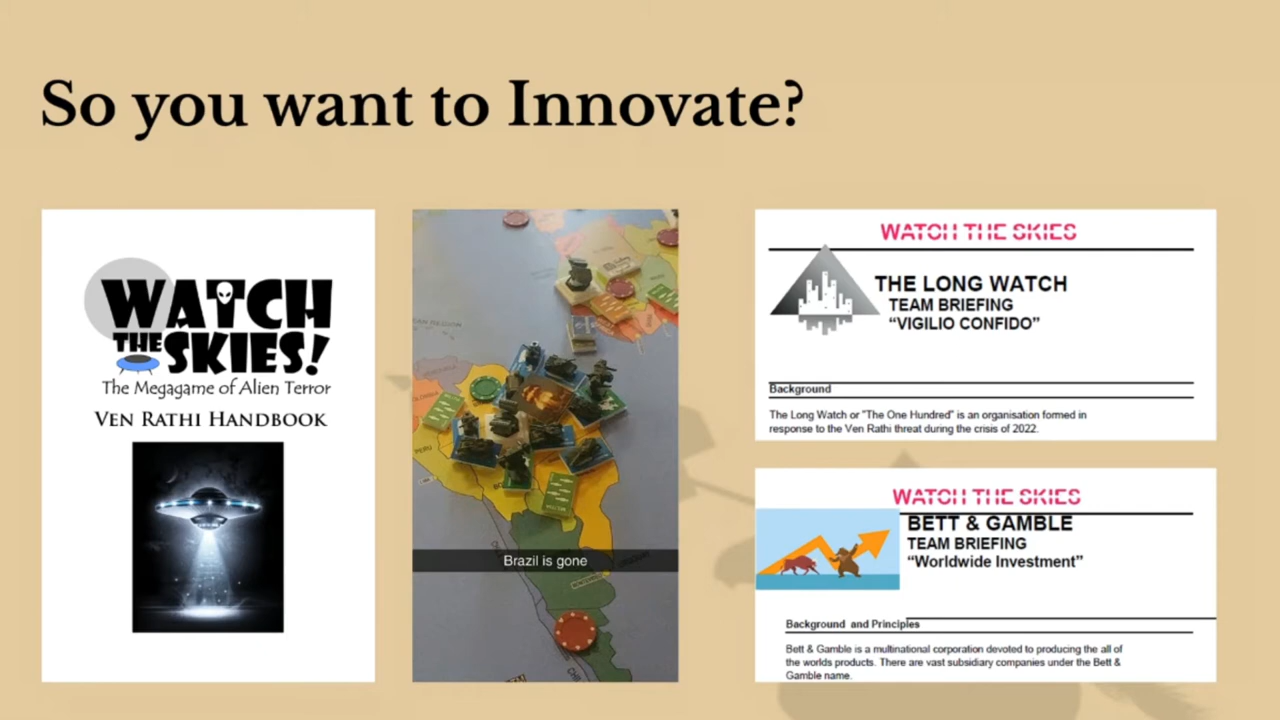 So you want to Innovate?
WATCH
THE SKIES!
The Megagame of Alien Terror
VEN RATHI HANDBOOK
PERU
Brazil is gone
WATCH THE SKIES
THE LONG WATCH
TEAM BRIEFING
“VIGILIO CONFIDO”
Background
The Long Watch or "The One Hundred" is an organisation formed in
response to the Ven Rathi threat during the crisis of 2022.
WATCH THE SKIES
BETT & GAMBLE
TEAM BRIEFING
“Worldwide Investment”
Background and Principles
Bett & Gamble is a multinational corporation devoted to producing the all of
the worlds products. There are vast subsidiary companies under the Bett &
Gamble name.